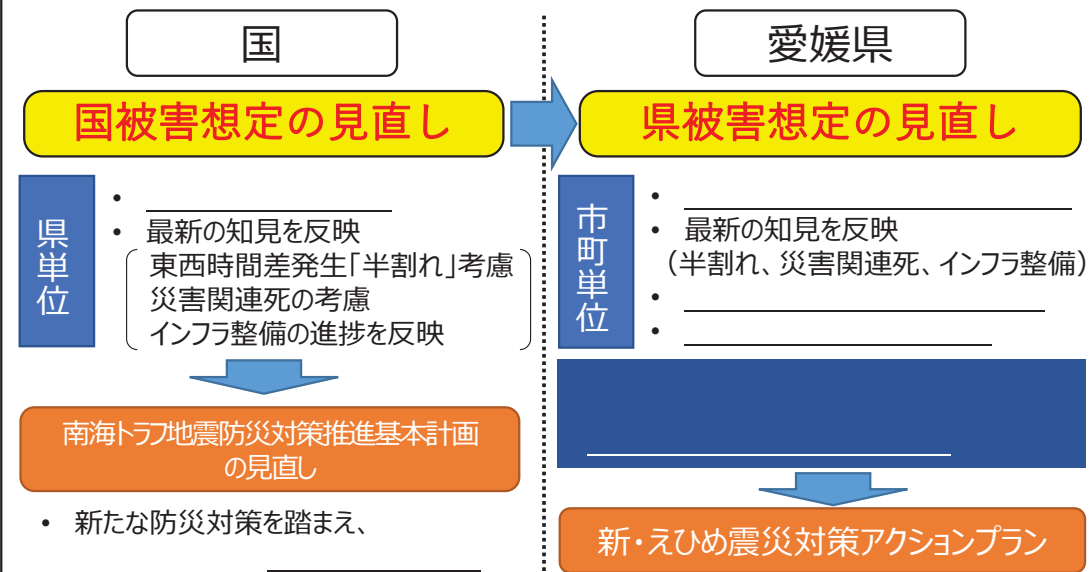 国
国被害想定の見直し
県単位
•
• 最新の知見を反映
東西時間差発生「半割れ」考慮
災害関連死の考慮
インフラ整備の進捗を反映
南海トラフ地震防災対策推進基本計画
の見直し
• 新たな防災対策を踏まえ、
愛媛県
県被害想定の見直し
市町単位
•
• 最新の知見を反映
（半割れ、災害関連死、インフラ整備）
•
•
新・えひめ震災対策アクションプラン